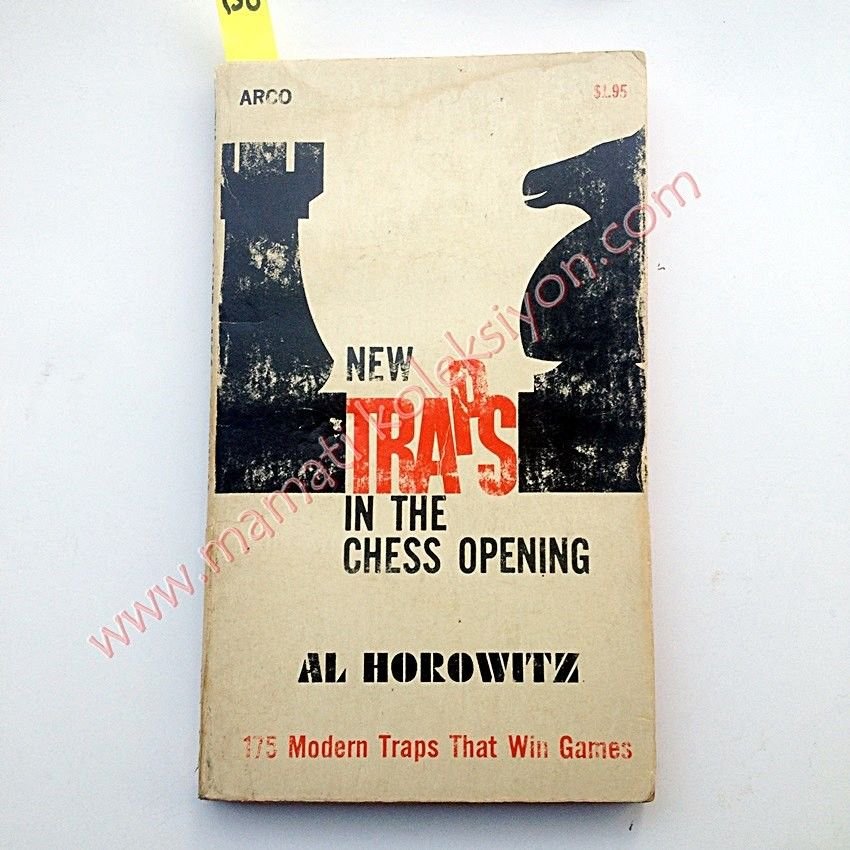 ARCO
$1.95
NEW
TRAPS
IN THE
CHESS OPENING
AL HOROWITZ
175 Modern Traps That Win Games
www.mamatikoleksiyon.com